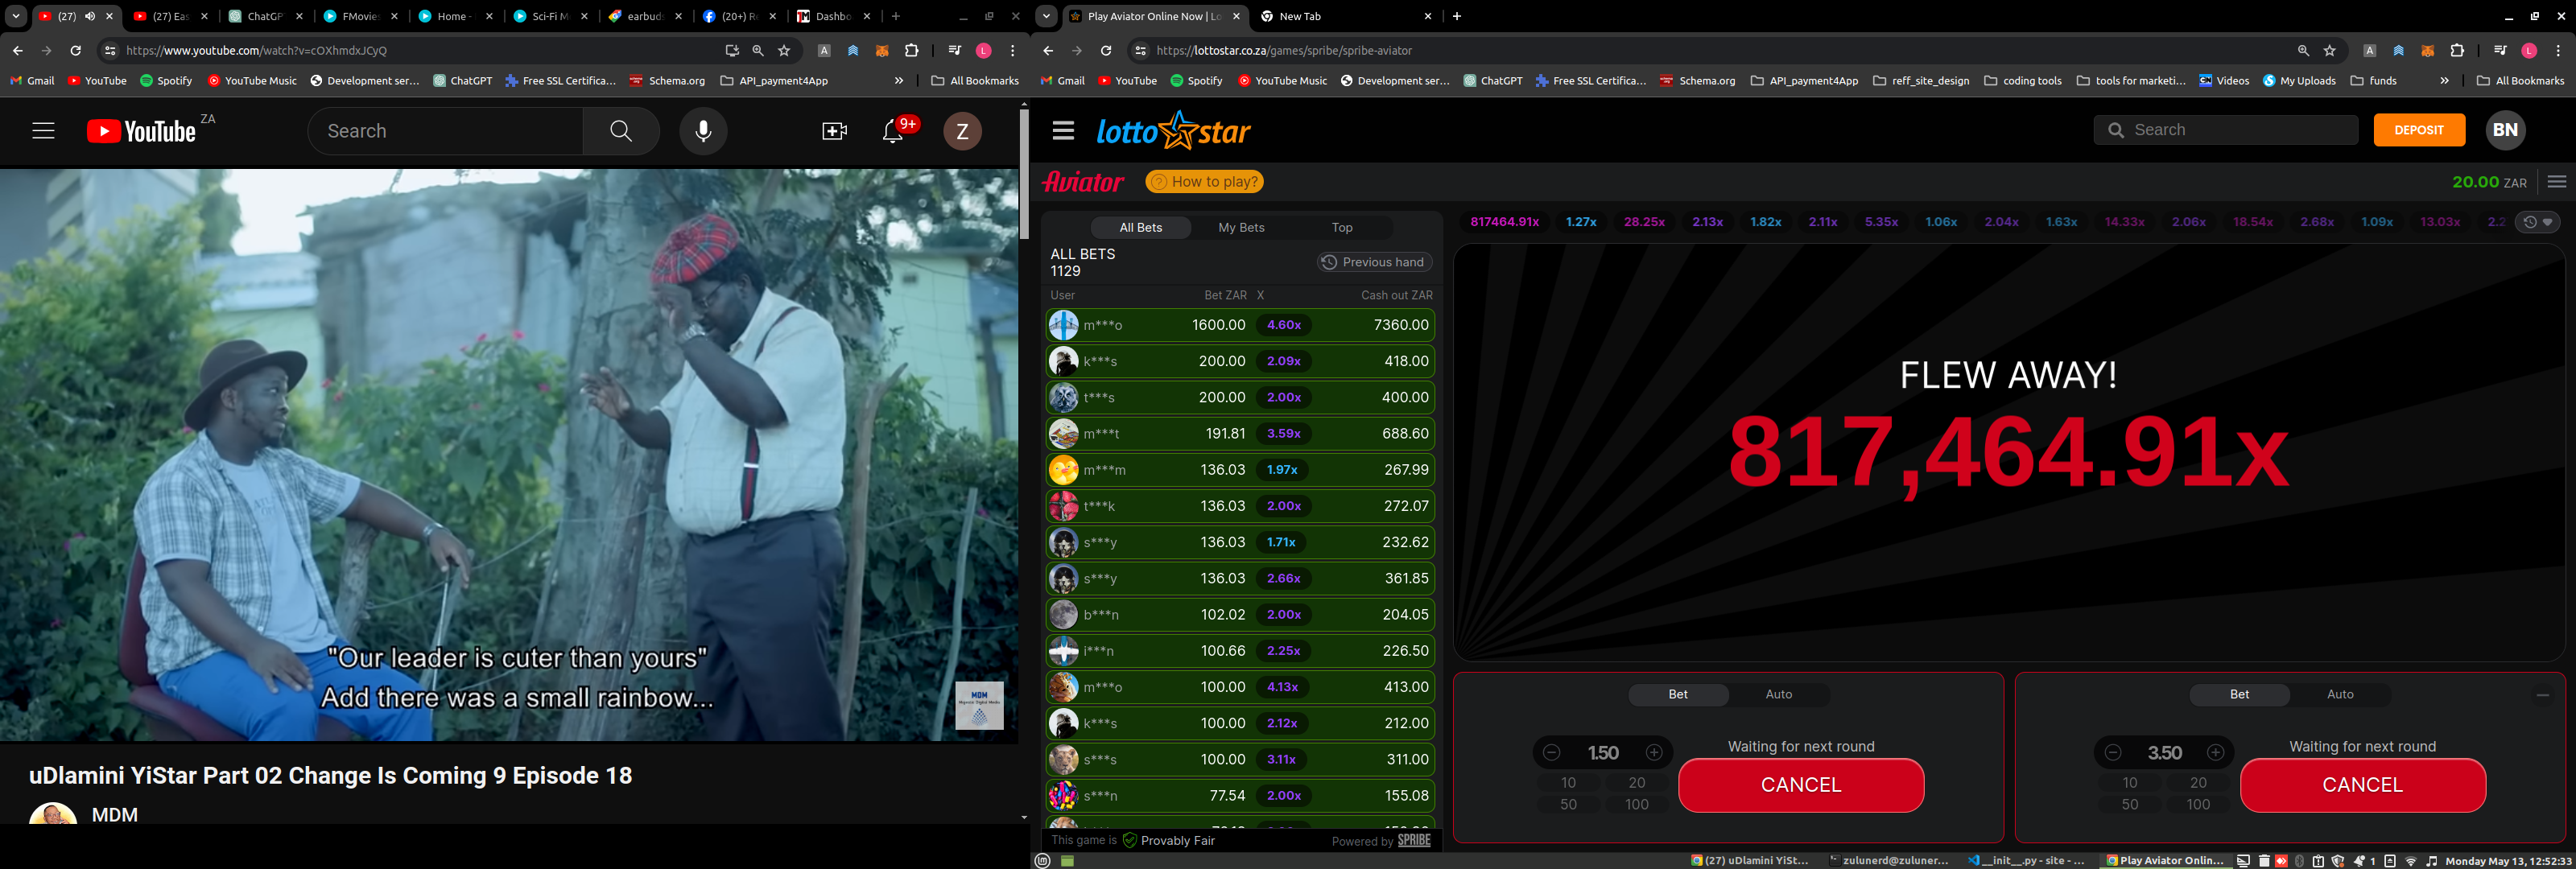 (27)
(27) Eas
ChatGP
FMovie
Home -
Sci-Fi M
earbud
(20+) R
Dashbo
https://www.youtube.com/watch?v=cOXhmdxJCyQ
Gmail YouTube Spotify YouTube Music Development ser... ChatGPT Free SSL Certifica... Schema.org API_payment4App » All Bookmarks
YouTube ZA
Search
9+
Z
"Our leader is cuter than yours"
Add there was a small rainbow...
MDM
uDlamini YiStar Part 02 Change Is Coming 9 Episode 18
MDM
Play Aviator Online Now | Lo
New Tab
https://lottostar.co.za/games/spribe/spribe-aviator
Gmail YouTube Spotify YouTube Music Development ser... ChatGPT Free SSL Certifica... Schema.org API_payment4App reff_site_design coding tools tools for marketi... Videos My Uploads funds » All Bookmarks
lotto star
Search
DEPOSIT
BN
Aviator
How to play?
20.00 ZAR
All Bets My Bets Top
ALL BETS
1129
Previous hand
User Bet ZAR X Cash out ZAR
m***o 1600.00 4.60x 7360.00
k***s 200.00 2.09x 418.00
t***s 200.00 2.00x 400.00
m***t 191.81 3.59x 688.60
m***m 136.03 1.97x 267.99
t***k 136.03 2.00x 272.07
s***y 136.03 1.71x 232.62
s***y 136.03 2.66x 361.85
b***n 102.02 2.00x 204.05
i***n 100.66 2.25x 226.50
m***o 100.00 4.13x 413.00
k***s 100.00 2.12x 212.00
s***s 100.00 3.11x 311.00
s***n 77.54 2.00x 155.08
This game is Provably Fair Powered by SPRIBE
817464.91x 1.27x 28.25x 2.13x 1.82x 2.11x 5.35x 1.06x 2.04x 1.63x 14.33x 2.06x 18.54x 2.68x 1.09x 13.03x 2.2
FLEW AWAY!
817,464.91x
Bet Auto
1.50
10 20
50 100
Waiting for next round
CANCEL
Bet Auto
3.50
10 20
50 100
Waiting for next round
CANCEL
(27) uDlamini YiSt... zulunerd@zuluner... __init__.py - site - ... Play Aviator Onlin... 1 Monday May 13, 12:52:33